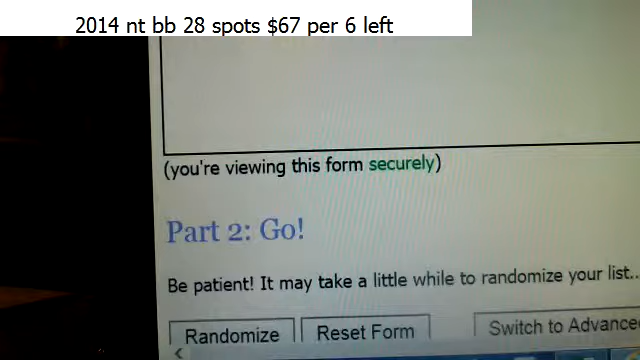 2014 nt bb 28 spots $67 per 6 left
(you're viewing this form securely)
Part 2: Go!
Be patient! It may take a little while to randomize your list...
Randomize Reset Form Switch to Advanced